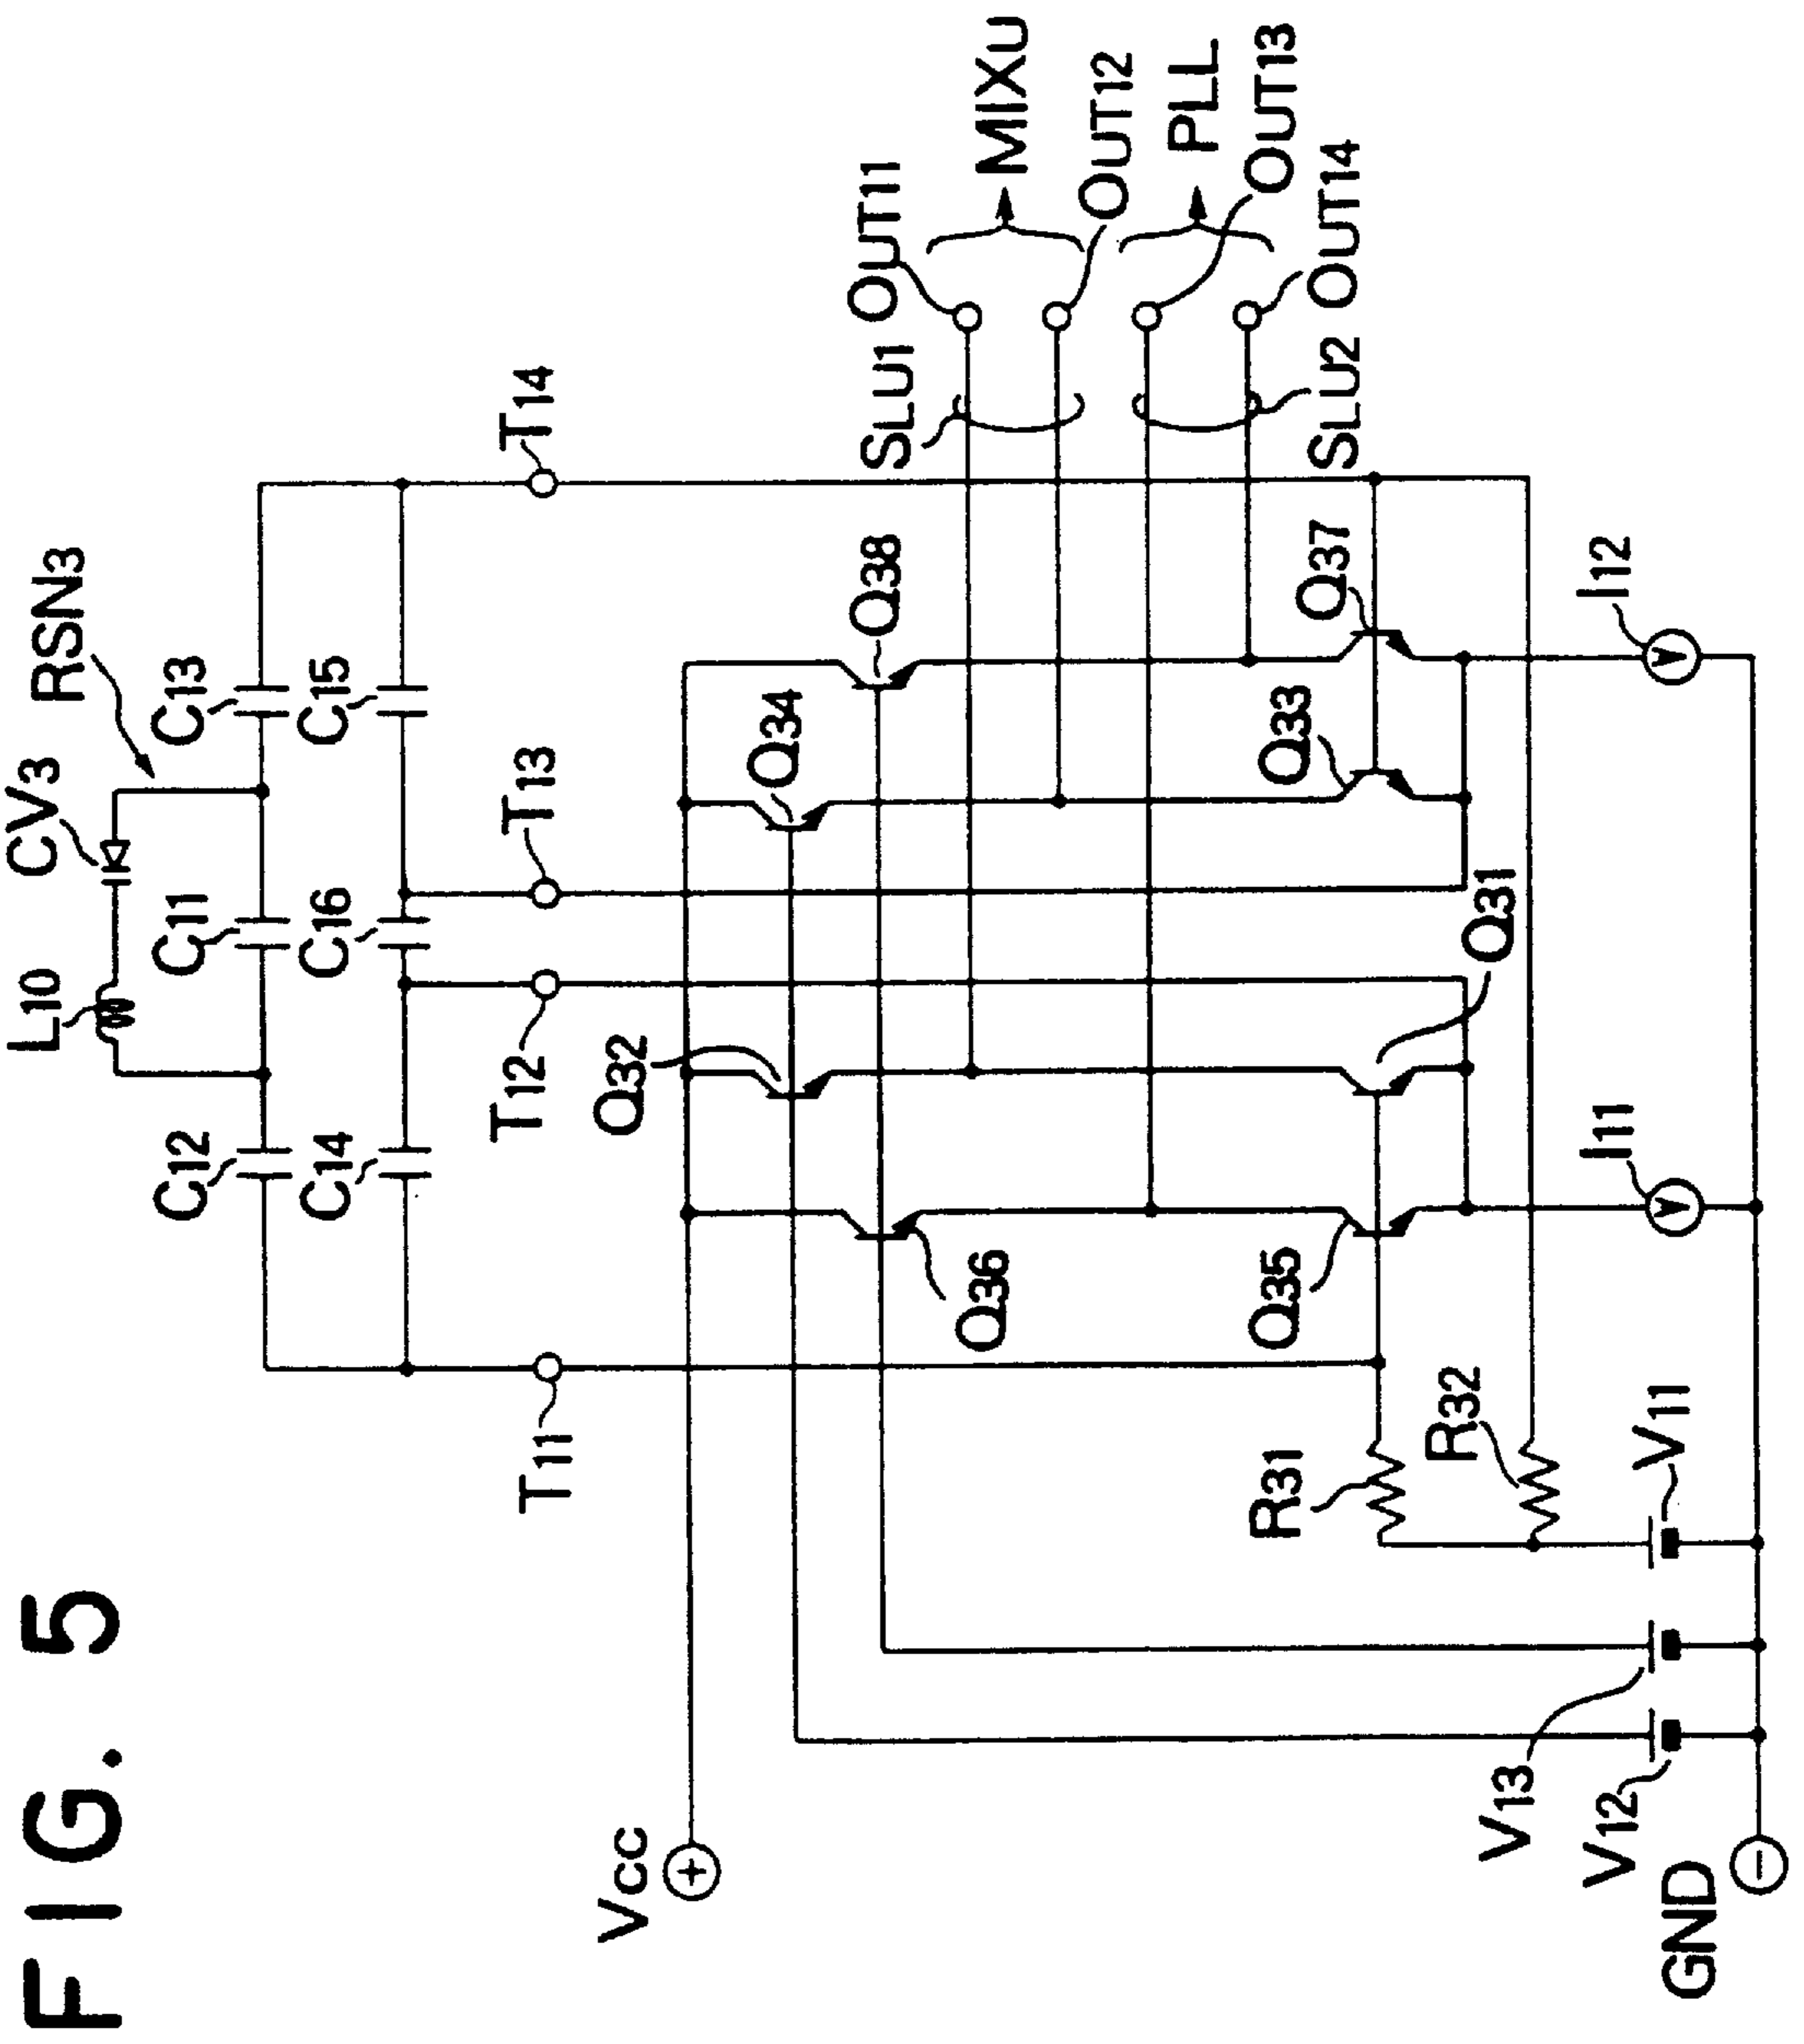 FIG. 5
RSN3
L10
CV3
C12
C11
C13
C14
C16
C15
T11
T12
T13
T14
VCC
+
Q32
Q34
Q38
Q36
OUT11
MIXU
SLU1
OUT12
PLL
OUT13
OUT14
SLU2
Q35
Q31
Q33
Q37
R31
R32
V11
V13
V12
I11
I12
GND
−